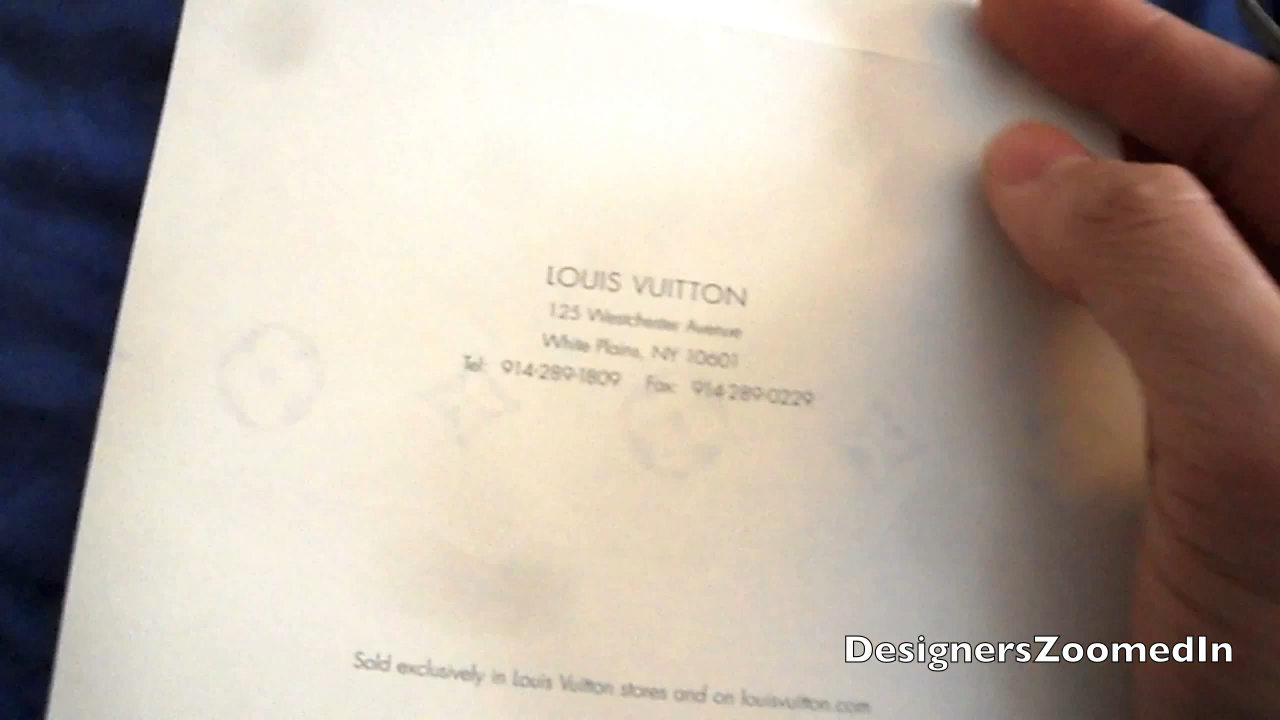 LOUIS VUITTON
125 Westchester Avenue
White Plains, NY 10601
Tel: 914-289-1809 Fax: 914-289-0229
Sold exclusively in Louis Vuitton stores and on louisvuitton.com
DesignersZoomedIn